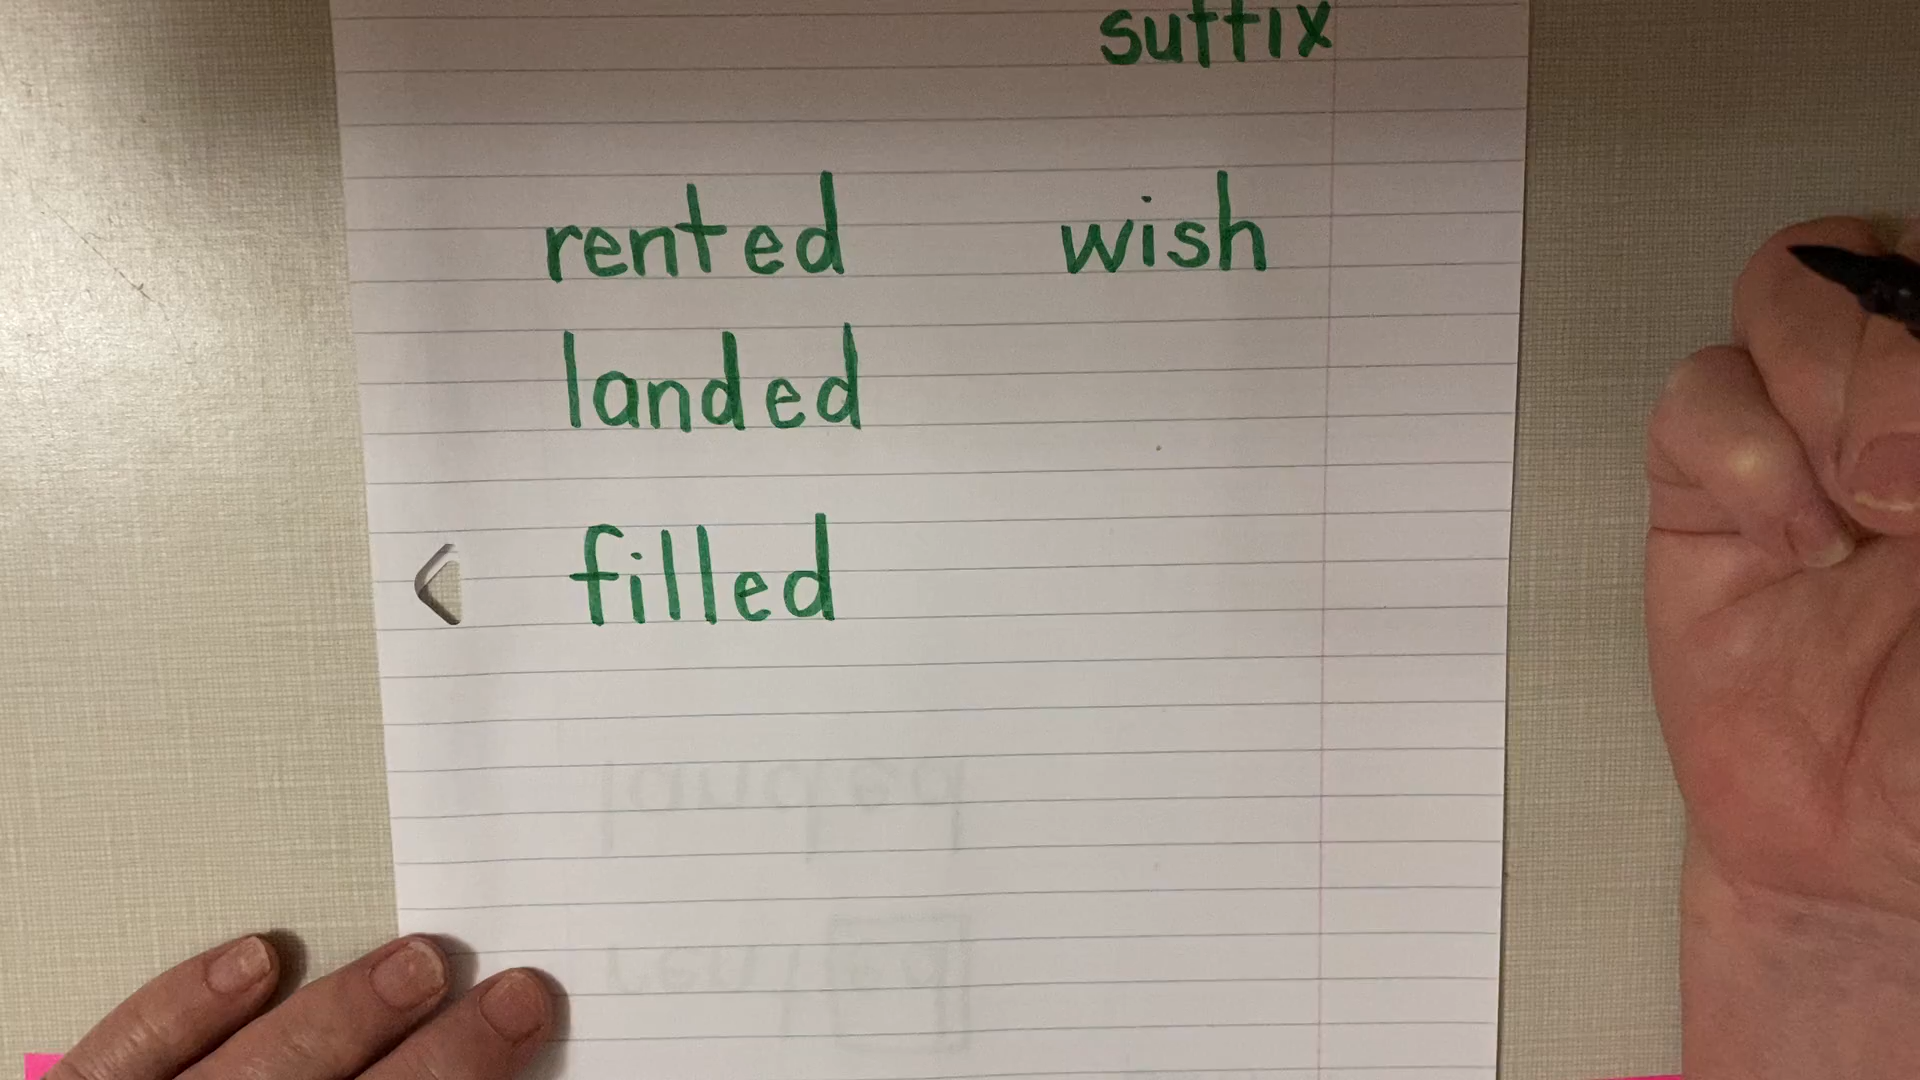 suffix
rented wish
landed
filled